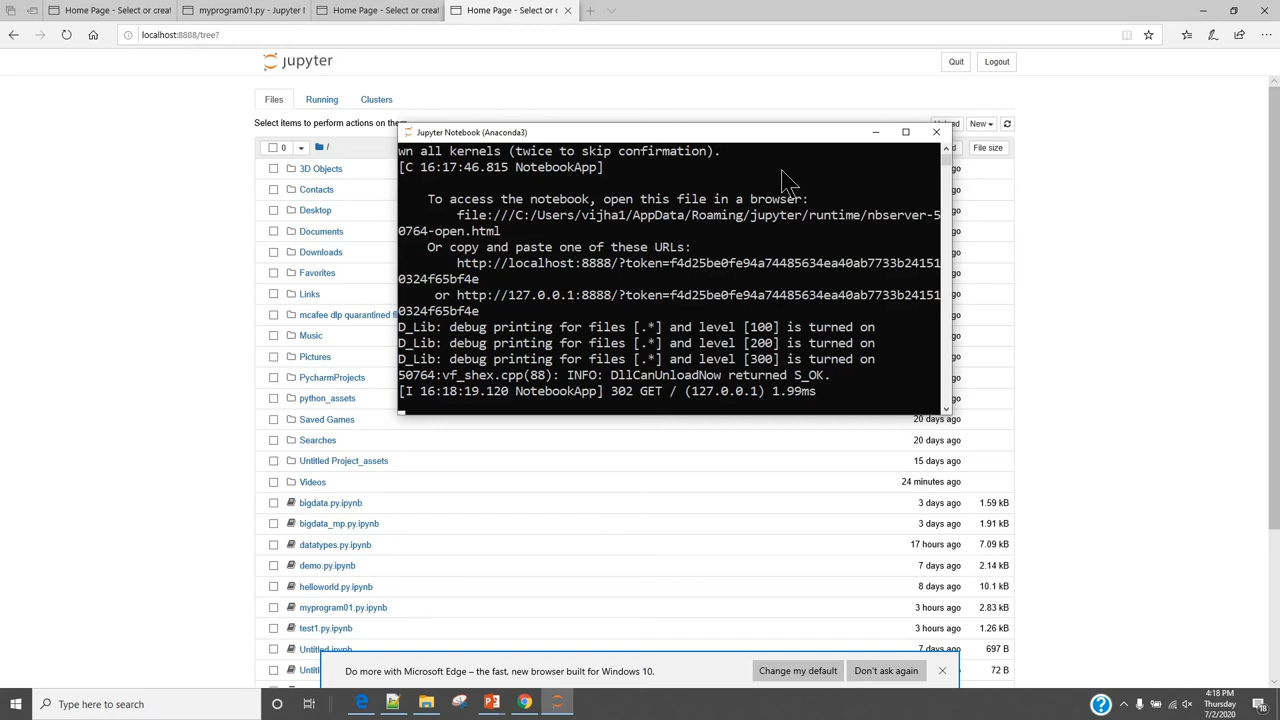 Home Page - Select or creat
myprogram01.py - Jupyter I
Home Page - Select or creat
Home Page - Select or c
localhost:8888/tree?
jupyter
Quit
Logout
Files
Running
Clusters
Select items to perform actions on them
Upload
New
0
/
File size
Jupyter Notebook (Anaconda3)
wn all kernels (twice to skip confirmation).
[C 16:17:46.815 NotebookApp]
To access the notebook, open this file in a browser:
file:///C:/Users/vijha1/AppData/Roaming/jupyter/runtime/nbserver-5
0764-open.html
Or copy and paste one of these URLs:
http://localhost:8888/?token=f4d25be0fe94a74485634ea40ab7733b24151
0324f65bf4e
or http://127.0.0.1:8888/?token=f4d25be0fe94a74485634ea40ab7733b24151
0324f65bf4e
D_Lib: debug printing for files [.*] and level [100] is turned on
D_Lib: debug printing for files [.*] and level [200] is turned on
D_Lib: debug printing for files [.*] and level [300] is turned on
50764:vf_shex.cpp(88): INFO: DllCanUnloadNow returned S_OK.
[I 16:18:19.120 NotebookApp] 302 GET / (127.0.0.1) 1.99ms
3D Objects
Contacts
Desktop
Documents
Downloads
Favorites
Links
mcafee dlp quarantined fi
Music
Pictures
PycharmProjects
python_assets
Saved Games 20 days ago
Searches 20 days ago
Untitled Project_assets 15 days ago
Videos 24 minutes ago
bigdata.py.ipynb 3 days ago 1.59 kB
bigdata_mp.py.ipynb 3 days ago 1.91 kB
datatypes.py.ipynb 17 hours ago 7.09 kB
demo.py.ipynb 7 days ago 2.14 kB
helloworld.py.ipynb 8 days ago 10.1 kB
myprogram01.py.ipynb 3 hours ago 2.83 kB
test1.py.ipynb 3 hours ago 1.26 kB
Untitled.ipynb 7 days ago 697 B
Untitl 72 B
Do more with Microsoft Edge – the fast, new browser built for Windows 10.
Change my default
Don't ask again
Type here to search
4:18 PM
Thursday
7/2/2020
18